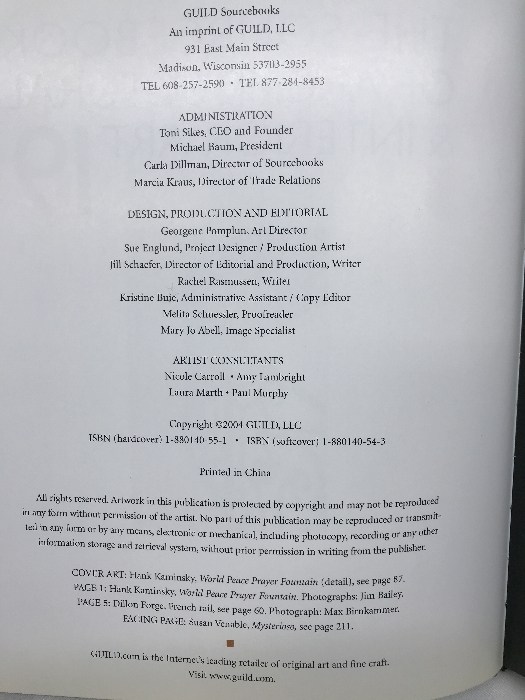 GUILD Sourcebooks
An imprint of GUILD, LLC
931 East Main Street
Madison, Wisconsin 53703-2955
TEL 608-257-2590 • TEL 877-284-8453
ADMINISTRATION
Toni Sikes, CEO and Founder
Michael Baum, President
Carla Dillman, Director of Sourcebooks
Marcia Kraus, Director of Trade Relations
DESIGN, PRODUCTION AND EDITORIAL
Georgene Pomplun, Art Director
Sue Englund, Project Designer / Production Artist
Jill Schaefer, Director of Editorial and Production, Writer
Rachel Rasmussen, Writer
Kristine Buie, Administrative Assistant / Copy Editor
Melita Schuessler, Proofreader
Mary Jo Abell, Image Specialist
ARTIST CONSULTANTS
Nicole Carroll • Amy Lambright
Laura Marth • Paul Murphy
Copyright ©2004 GUILD, LLC
ISBN (hardcover) 1-880140-55-1 • ISBN (softcover) 1-880140-54-3
Printed in China
All rights reserved. Artwork in this publication is protected by copyright and may not be reproduced
in any form without permission of the artist. No part of this publication may be reproduced or transmit-
ted in any form or by any means, electronic or mechanical, including photocopy, recording or any other
information storage and retrieval system, without prior permission in writing from the publisher.
COVER ART: Hank Kaminsky, World Peace Prayer Fountain (detail), see page 87.
PAGE 1: Hank Kaminsky, World Peace Prayer Fountain. Photographs: Jim Bailey.
PAGE 5: Dillon Forge, French rail, see page 60. Photograph: Max Birnkammer.
FACING PAGE: Susan Venable, Mysterioso, see page 211.
GUILD.com is the Internet's leading retailer of original art and fine craft.
Visit www.guild.com.